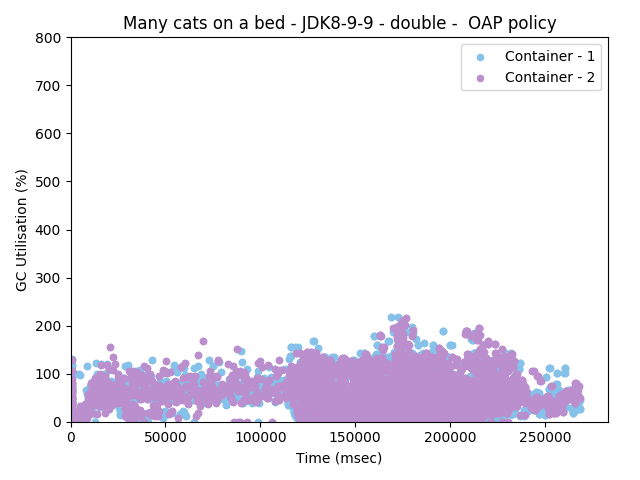 Many cats on a bed - JDK8-9-9 - double -  OAP policy
Container - 1
Container - 2
GC Utilisation (%)
800
700
600
500
400
300
200
100
0
0 50000 100000 150000 200000 250000
Time (msec)